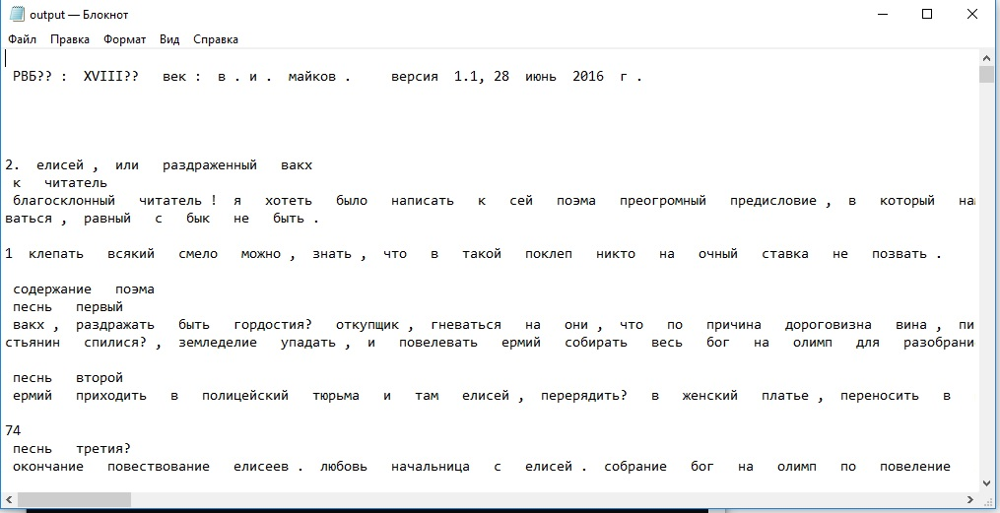 output — Блокнот
Файл Правка Формат Вид Справка
РВБ?? : XVIII?? век : в . и . майков . версия 1.1, 28 июнь 2016 г .
2. елисей , или раздраженный вакх
к читатель
благосклонный читатель ! я хотеть было написать к сей поэма преогромный предисловие , в который
ваться , равный с бык не быть .
1 клепать всякий смело можно , знать , что в такой поклеп никто на очный ставка не позвать .
содержание поэма
песнь первый
вакх , раздражать быть гордостия? откупщик , гневаться на они , что по причина дороговизна вина , пи
стьянин спилися? , земледелие упадать , и повелевать ермий собирать весь бог на олимп для разобрани
песнь второй
ермий приходить в полицейский тюрьма и там елисей , перерядить? в женский платье , переносить в
74
песнь третия?
окончание повествование елисеев . любовь начальница с елисей . собрание бог на олимп по повеление